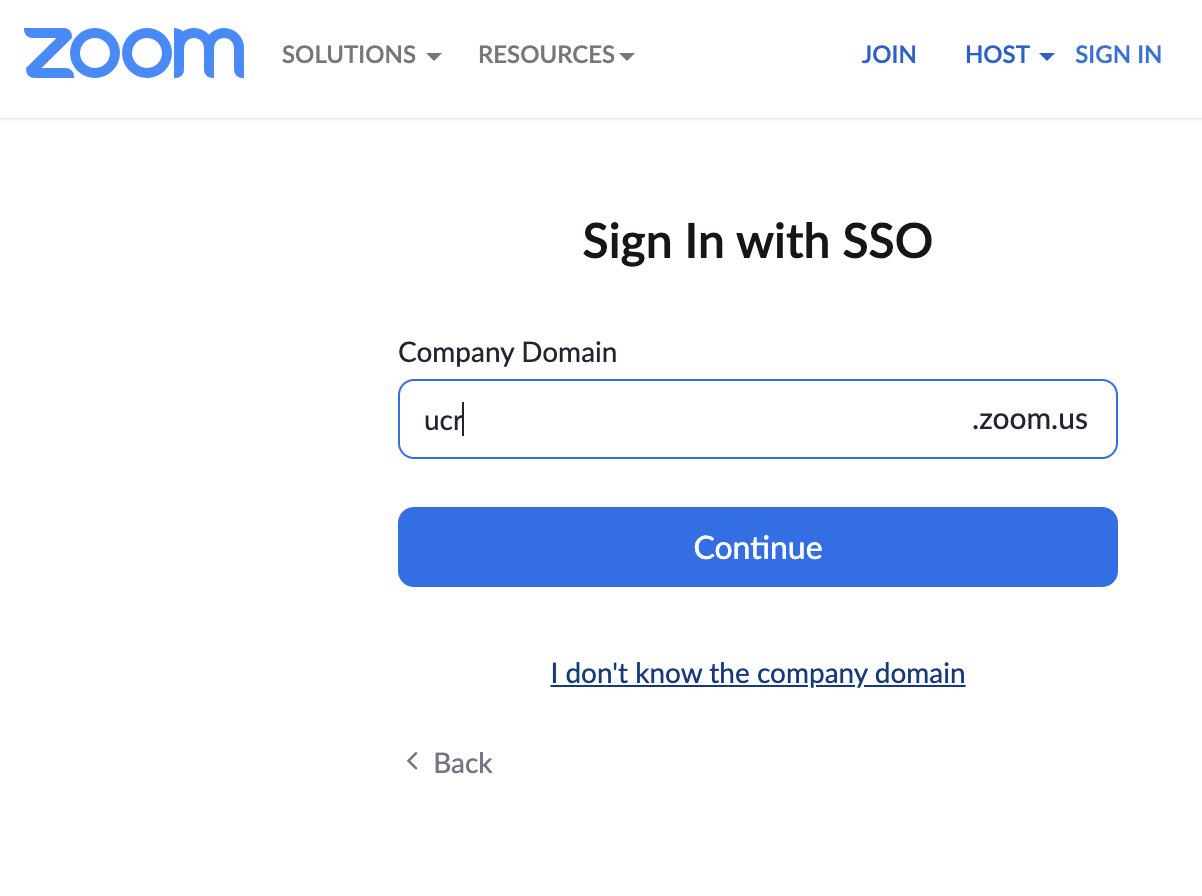 zoom SOLUTIONS RESOURCES JOIN HOST SIGN IN
Sign In with SSO
Company Domain
ucr .zoom.us
Continue
I don't know the company domain
Back